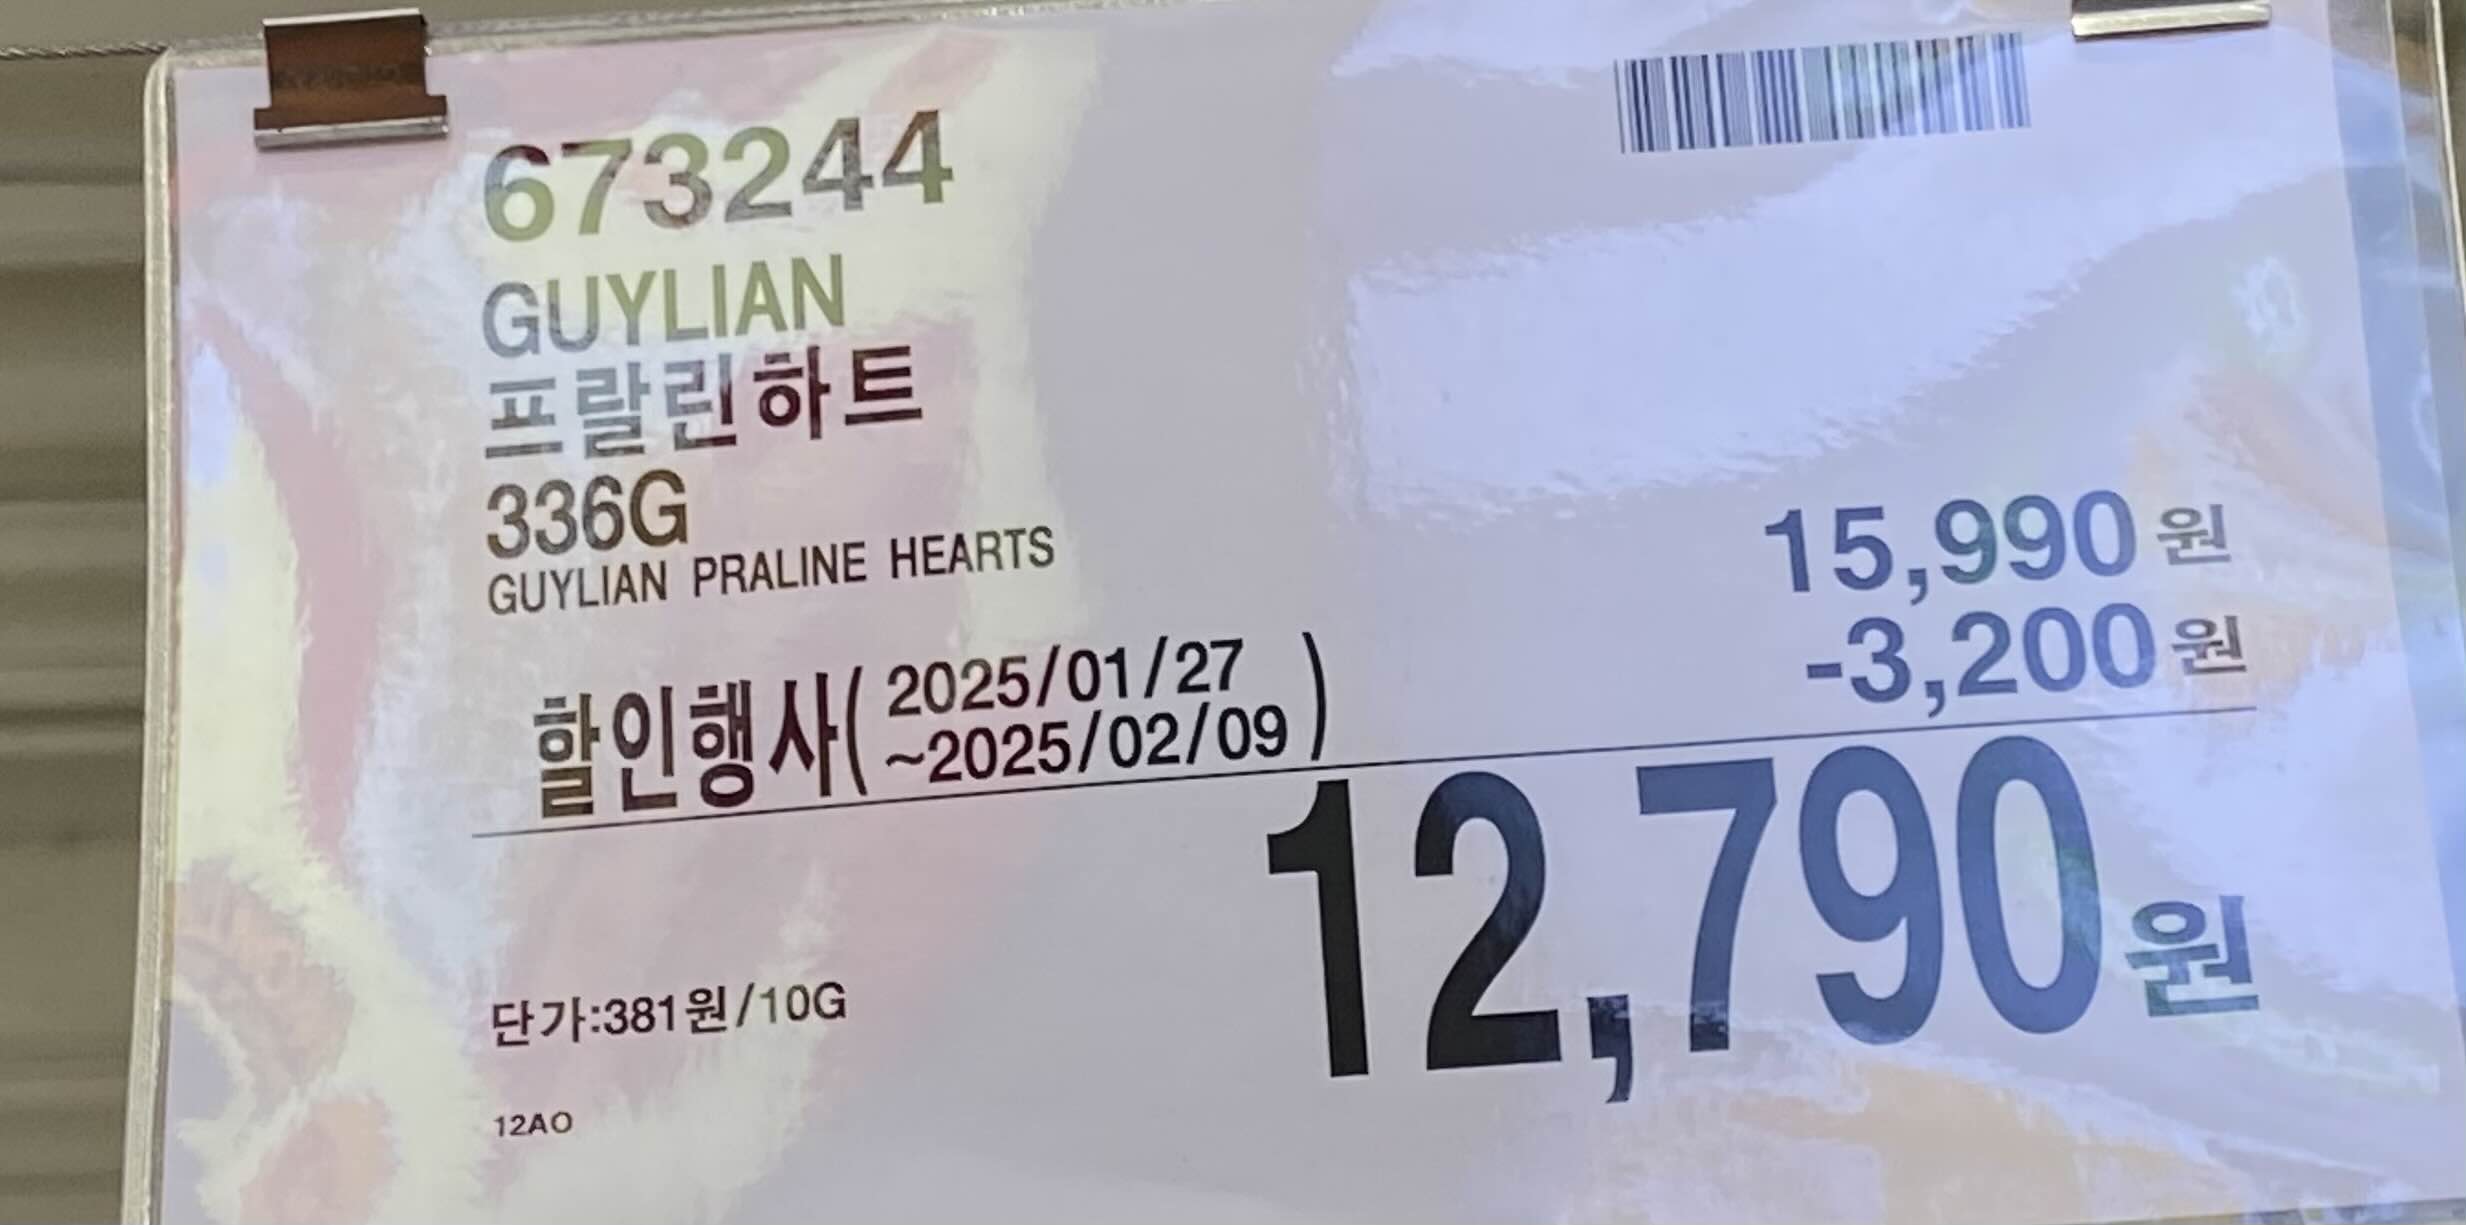 673244
GUYLIAN
프랄린하트
336G
GUYLIAN PRALINE HEARTS
15,990원
-3,200원
할인행사(2025/01/27
~2025/02/09)
12,790원
단가:381원/10G
12AO